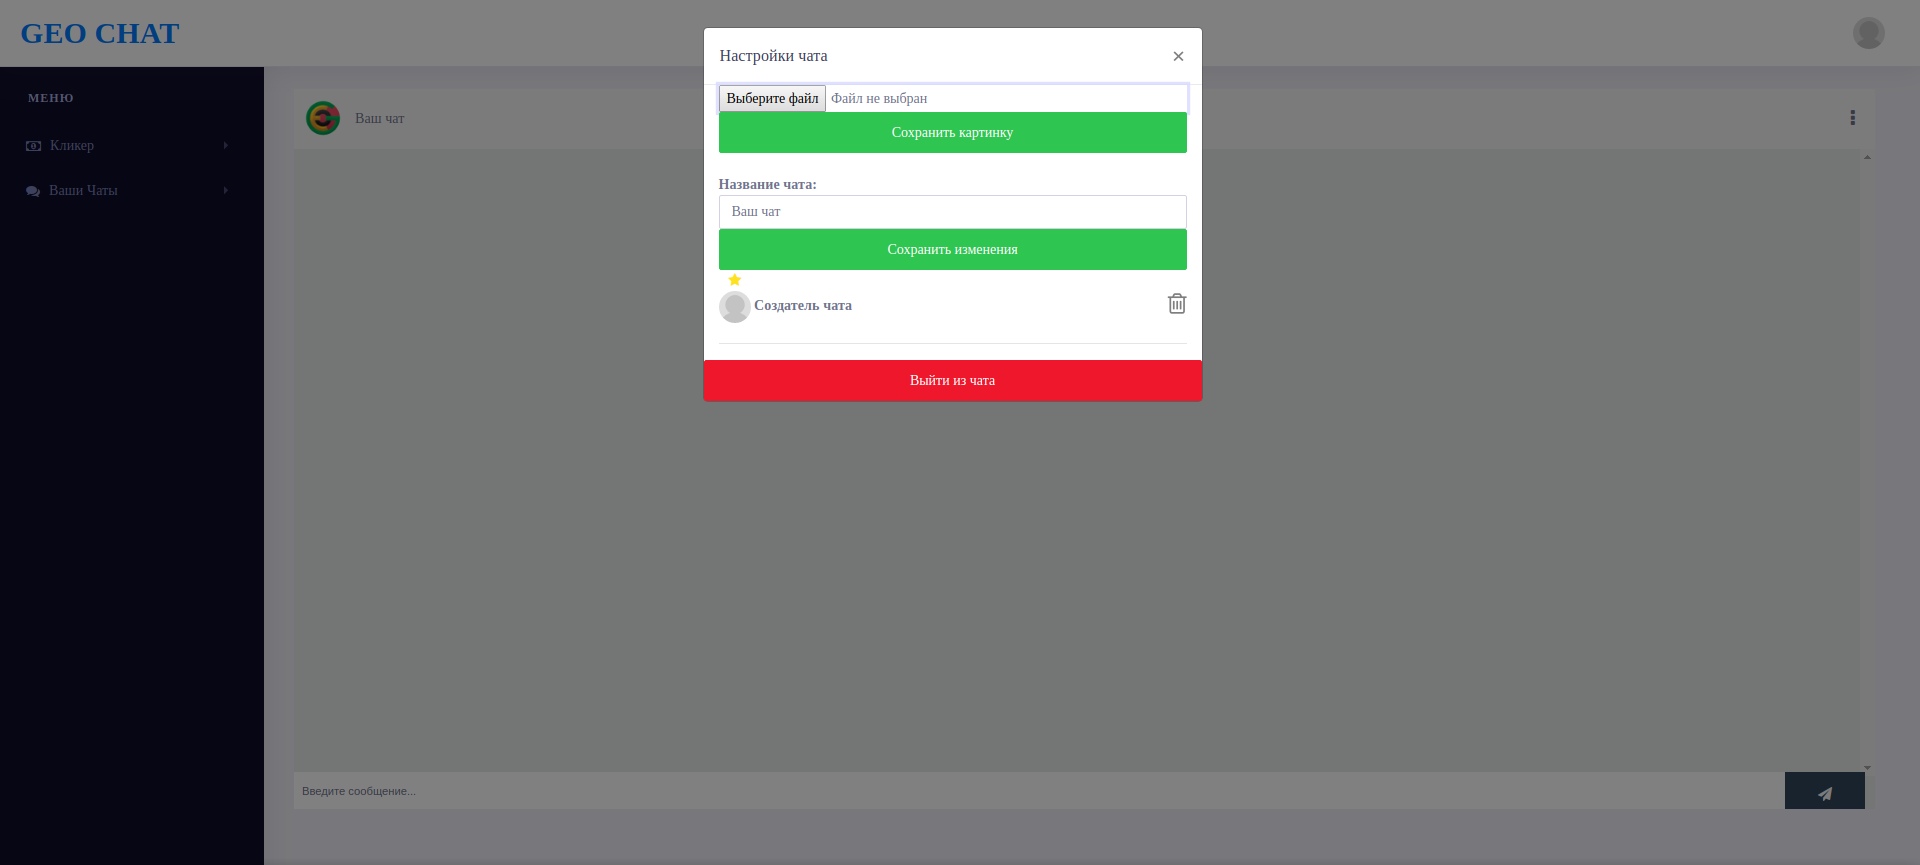 GEO CHAT
МЕНЮ
Кликер
Ваши Чаты
Ваш чат
Настройки чата
×
Выберите файл Файл не выбран
Сохранить картинку
Название чата:
Ваш чат
Сохранить изменения
Создатель чата
Выйти из чата
Введите сообщение...